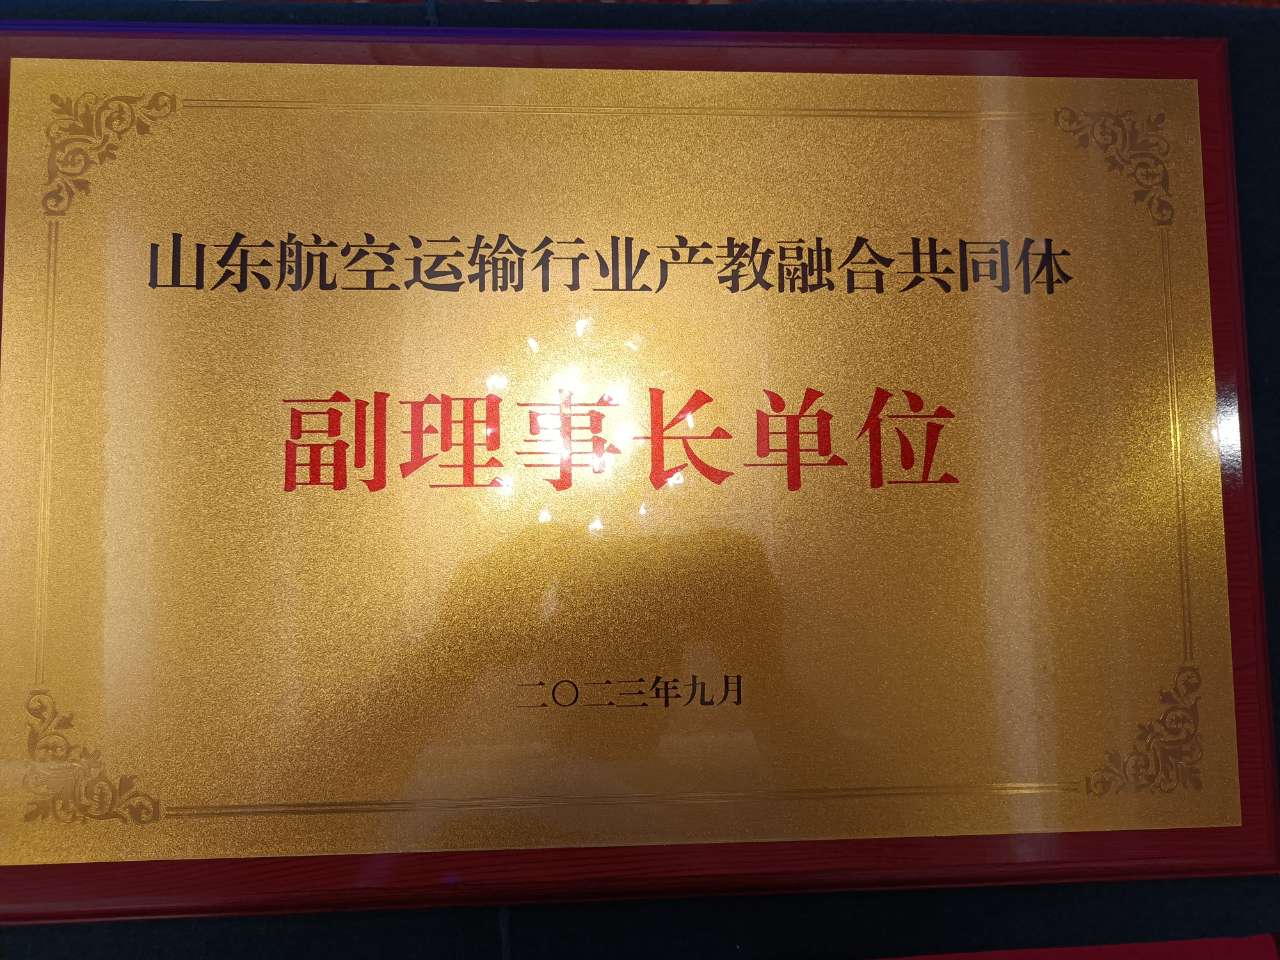 山东航空运输行业产教融合共同体
副理事长单位
二〇二三年九月